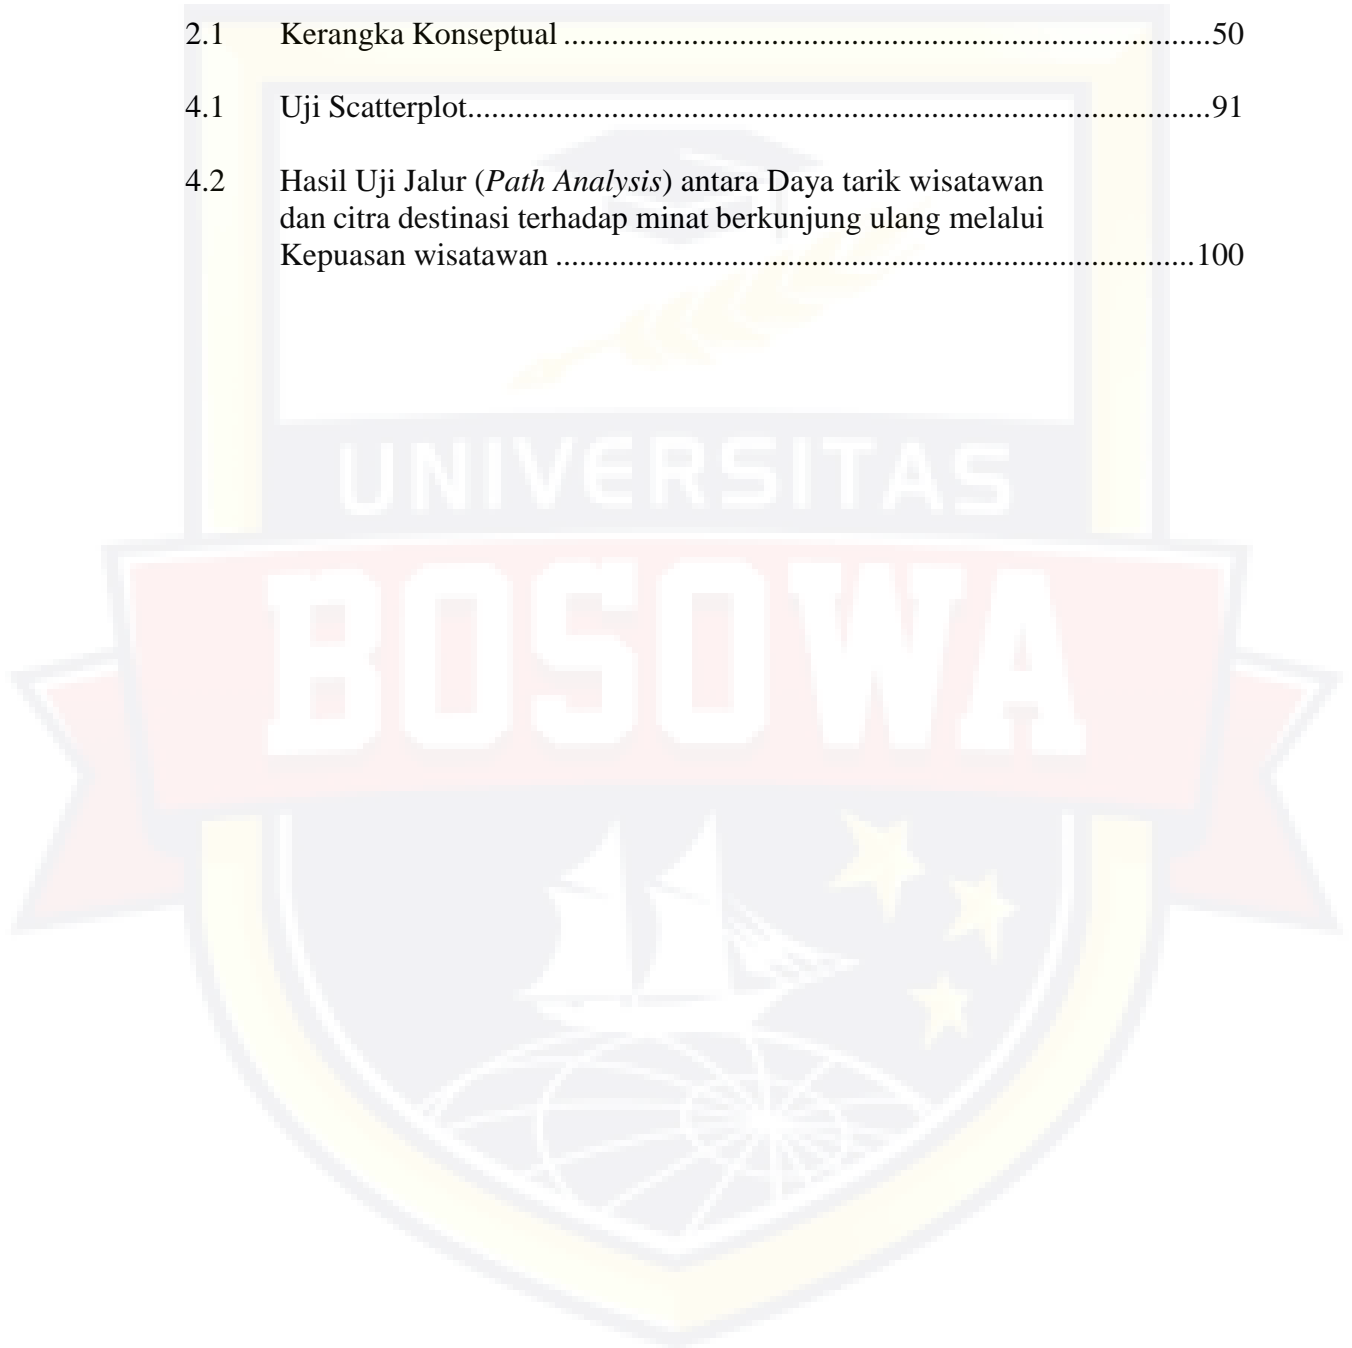 2.1 Kerangka Konseptual ................................................................................50
4.1 Uji Scatterplot............................................................................................91
4.2 Hasil Uji Jalur (Path Analysis) antara Daya tarik wisatawan
dan citra destinasi terhadap minat berkunjung ulang melalui
Kepuasan wisatawan ...............................................................................100
UNIVERSITAS
BOSOWA